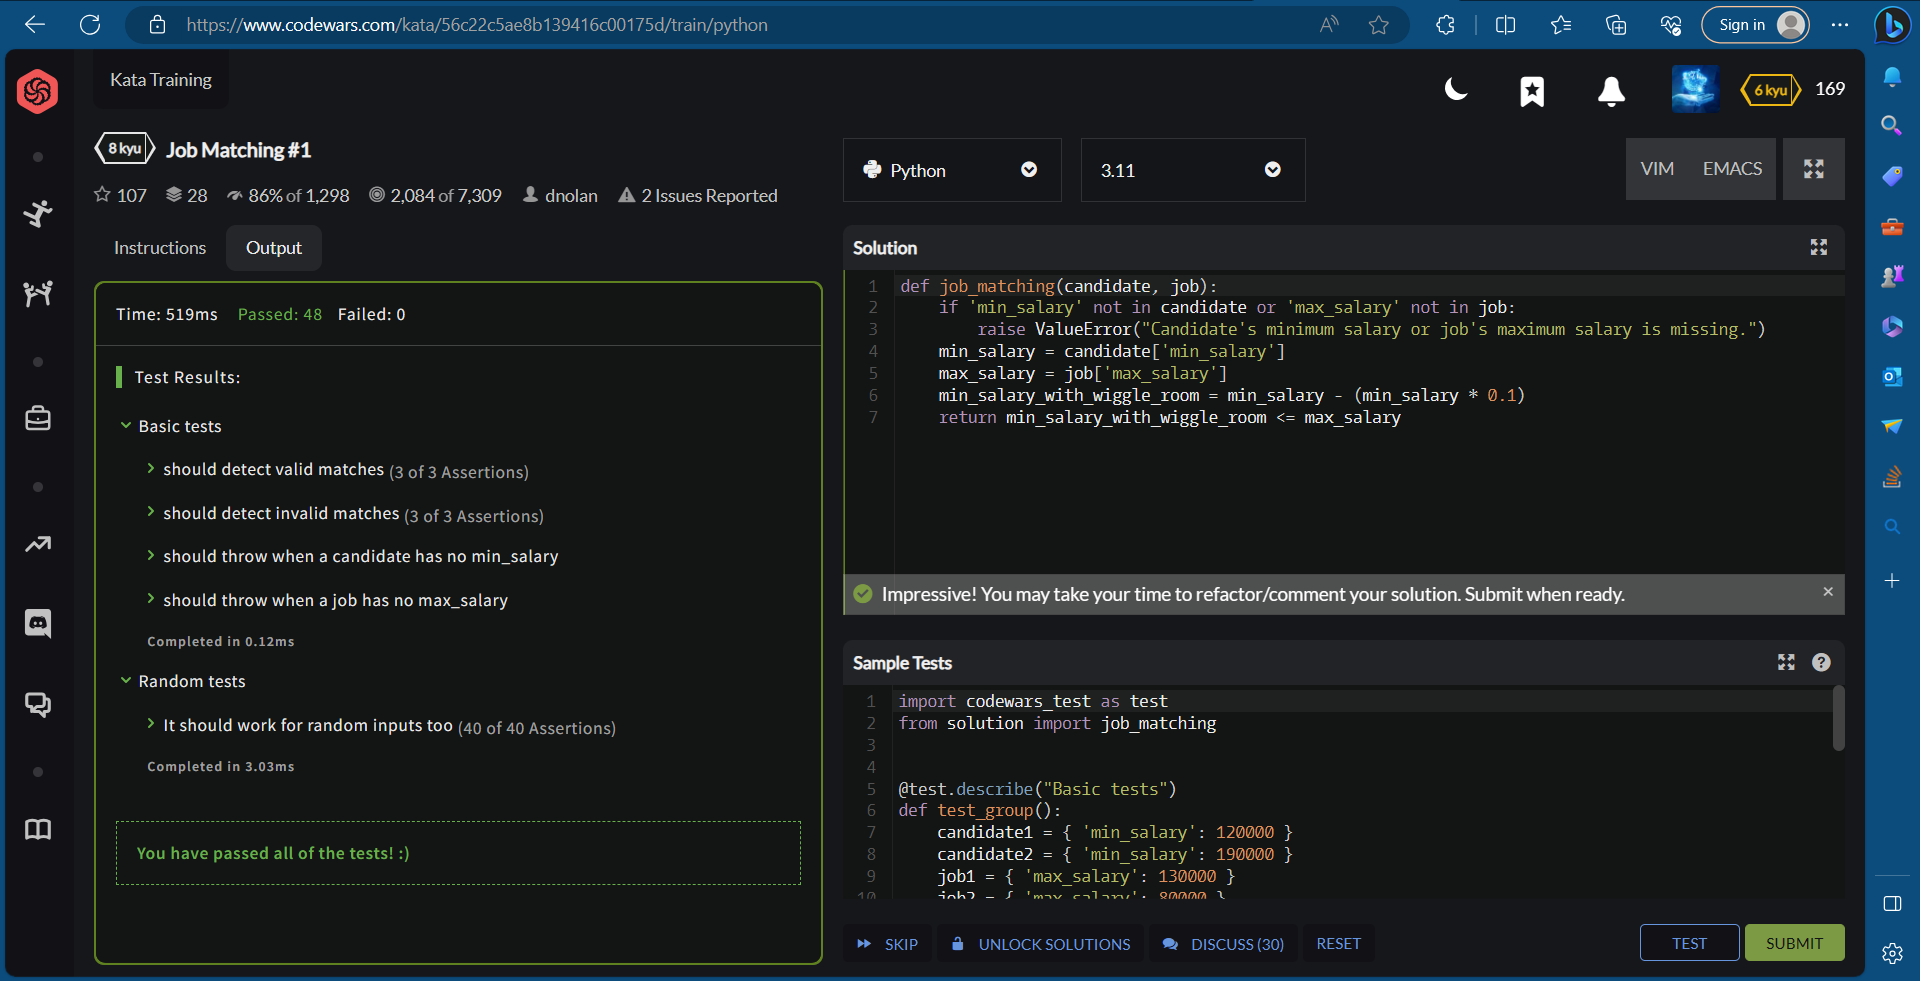 https://www.codewars.com/kata/56c22c5ae8b139416c00175d/train/python
Sign in
Kata Training
6 kyu 169
8 kyu Job Matching #1
107 28 86% of 1,298 2,084 of 7,309 dnolan 2 Issues Reported
Python
3.11
VIM EMACS
Instructions Output
Time: 519ms Passed: 48 Failed: 0
Test Results:
Basic tests
should detect valid matches (3 of 3 Assertions)
should detect invalid matches (3 of 3 Assertions)
should throw when a candidate has no min_salary
should throw when a job has no max_salary
Completed in 0.12ms
Random tests
It should work for random inputs too (40 of 40 Assertions)
Completed in 3.03ms
You have passed all of the tests! :)
Solution
1 def job_matching(candidate, job):
2     if 'min_salary' not in candidate or 'max_salary' not in job:
3         raise ValueError("Candidate's minimum salary or job's maximum salary is missing.")
4     min_salary = candidate['min_salary']
5     max_salary = job['max_salary']
6     min_salary_with_wiggle_room = min_salary - (min_salary * 0.1)
7     return min_salary_with_wiggle_room <= max_salary
Impressive! You may take your time to refactor/comment your solution. Submit when ready.
Sample Tests
1 import codewars_test as test
2 from solution import job_matching
3
4
5 @test.describe("Basic tests")
6 def test_group():
7     candidate1 = { 'min_salary': 120000 }
8     candidate2 = { 'min_salary': 190000 }
9     job1 = { 'max_salary': 130000 }
10     job2 = { 'max_salary': 80000 }
SKIP UNLOCK SOLUTIONS DISCUSS (30) RESET
TEST SUBMIT